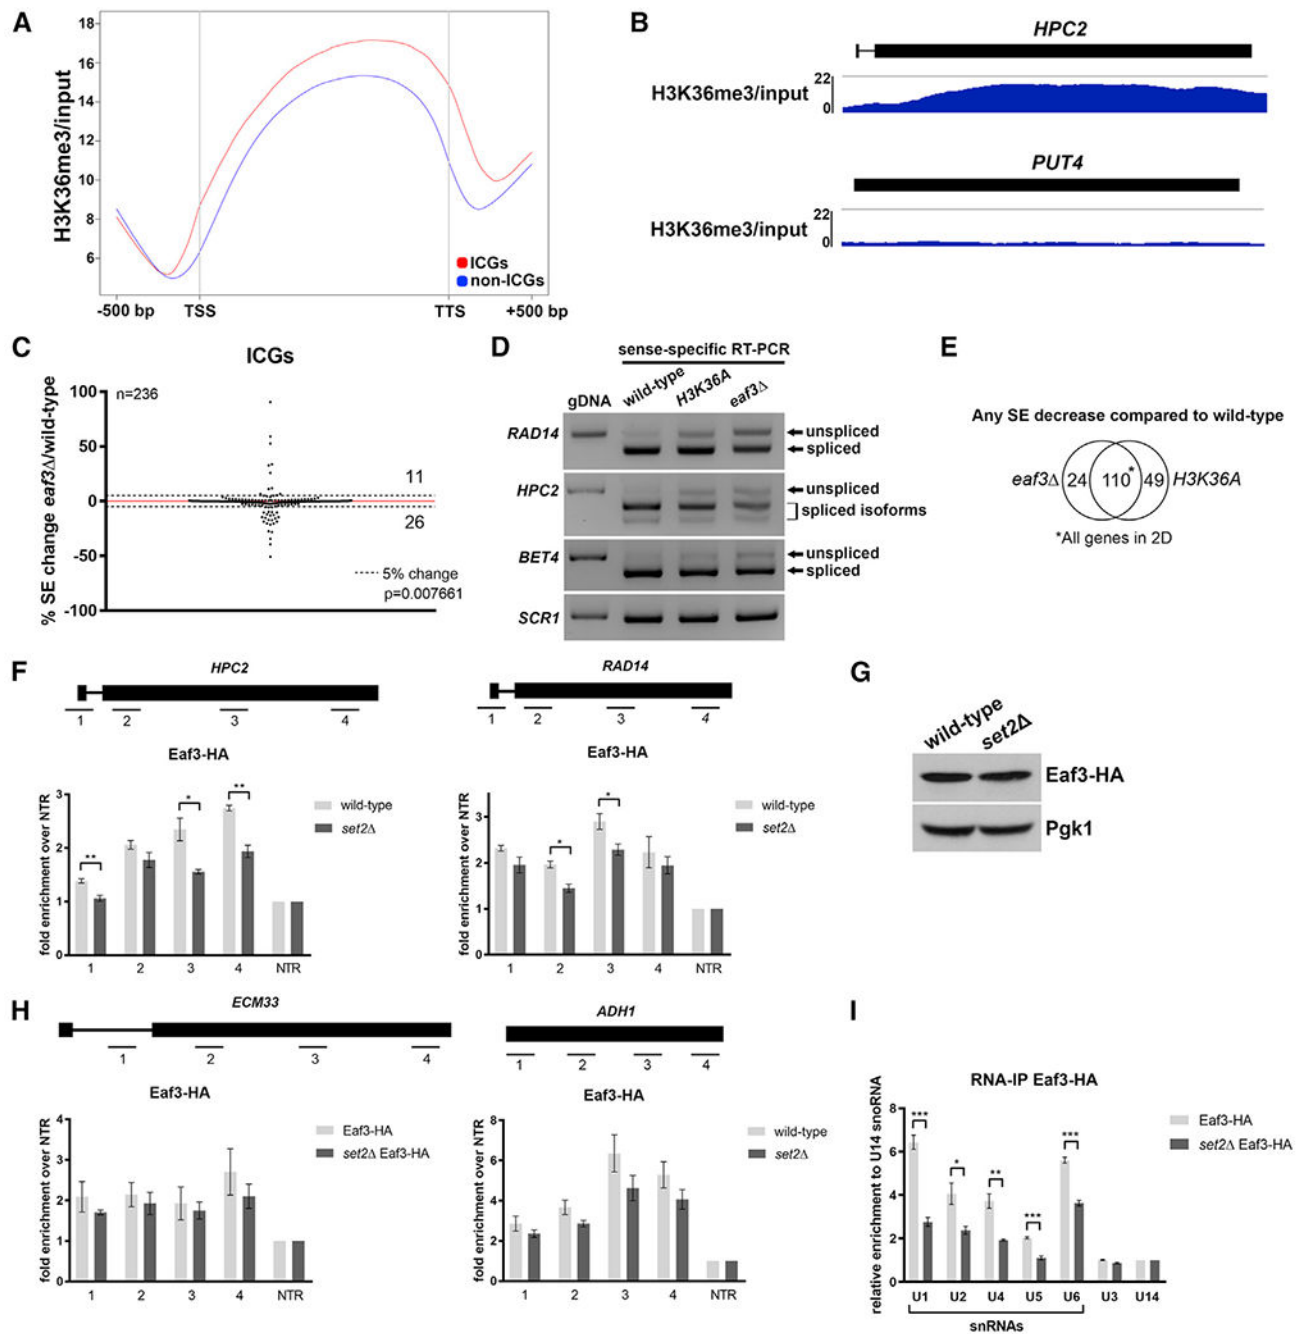 A
18
16
14
12
10
8
6
H3K36me3/input
ICGs
non-ICGs
-500 bp TSS TTS +500 bp
B
HPC2
H3K36me3/input
22
0
PUT4
H3K36me3/input
22
0
C
ICGs
% SE change eaf3Δ/wild-type
100
50
0
-50
-100
n=236
11
26
5% change
p=0.007661
D
sense-specific RT-PCR
gDNA wild-type H3K36A eaf3Δ
RAD14
unspliced
spliced
HPC2
unspliced
spliced isoforms
BET4
unspliced
spliced
SCR1
E
Any SE decrease compared to wild-type
eaf3Δ 24 110* 49 H3K36A
*All genes in 2D
F
HPC2
1 2 3 4
Eaf3-HA
fold enrichment over NTR
3
2
1
0
** * **
wild-type
set2Δ
1 2 3 4 NTR
RAD14
1 2 3 4
Eaf3-HA
fold enrichment over NTR
3
2
1
0
* *
wild-type
set2Δ
1 2 3 4 NTR
G
wild-type set2Δ
Eaf3-HA
Pgk1
H
ECM33
1 2 3 4
Eaf3-HA
fold enrichment over NTR
4
3
2
1
0
Eaf3-HA
set2Δ Eaf3-HA
1 2 3 4 NTR
ADH1
1 2 3 4
Eaf3-HA
fold enrichment over NTR
8
6
4
2
0
wild-type
set2Δ
1 2 3 4 NTR
I
RNA-IP Eaf3-HA
relative enrichment to U14 snoRNA
8
6
4
2
0
*** * ** *** ***
Eaf3-HA
set2Δ Eaf3-HA
U1 U2 U4 U5 U6 U3 U14
snRNAs